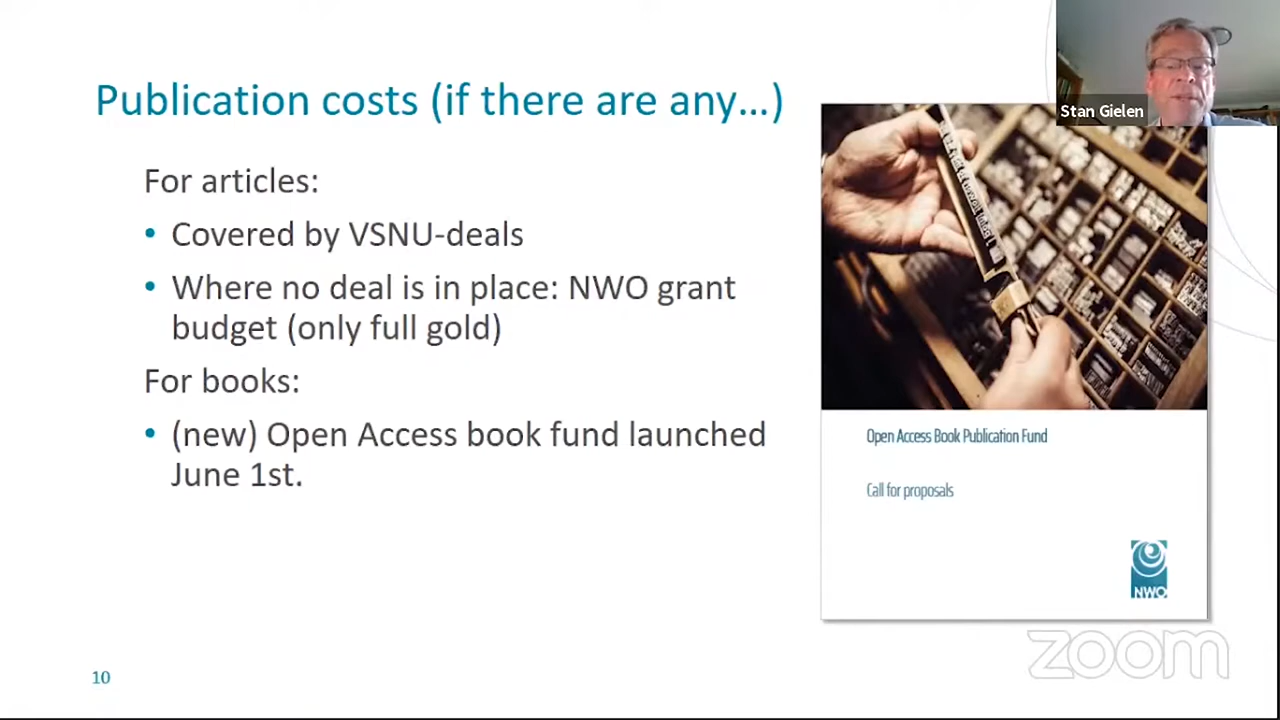 Publication costs (if there are any...)
Stan Gielen
For articles:
• Covered by VSNU-deals
• Where no deal is in place: NWO grant
budget (only full gold)
For books:
• (new) Open Access book fund launched
June 1st.
Open Access Book Publication Fund
Call for proposals
NWO
zoom
10